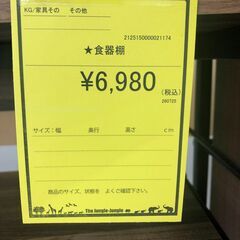 KG/家具その その他
2125150000021174
★食器棚
¥6,980
(税込)
260725
サイズ：幅 奥行 高さ cm
商品のサイズ、状態を よくご確認下さい。
The Jungle-Jungle